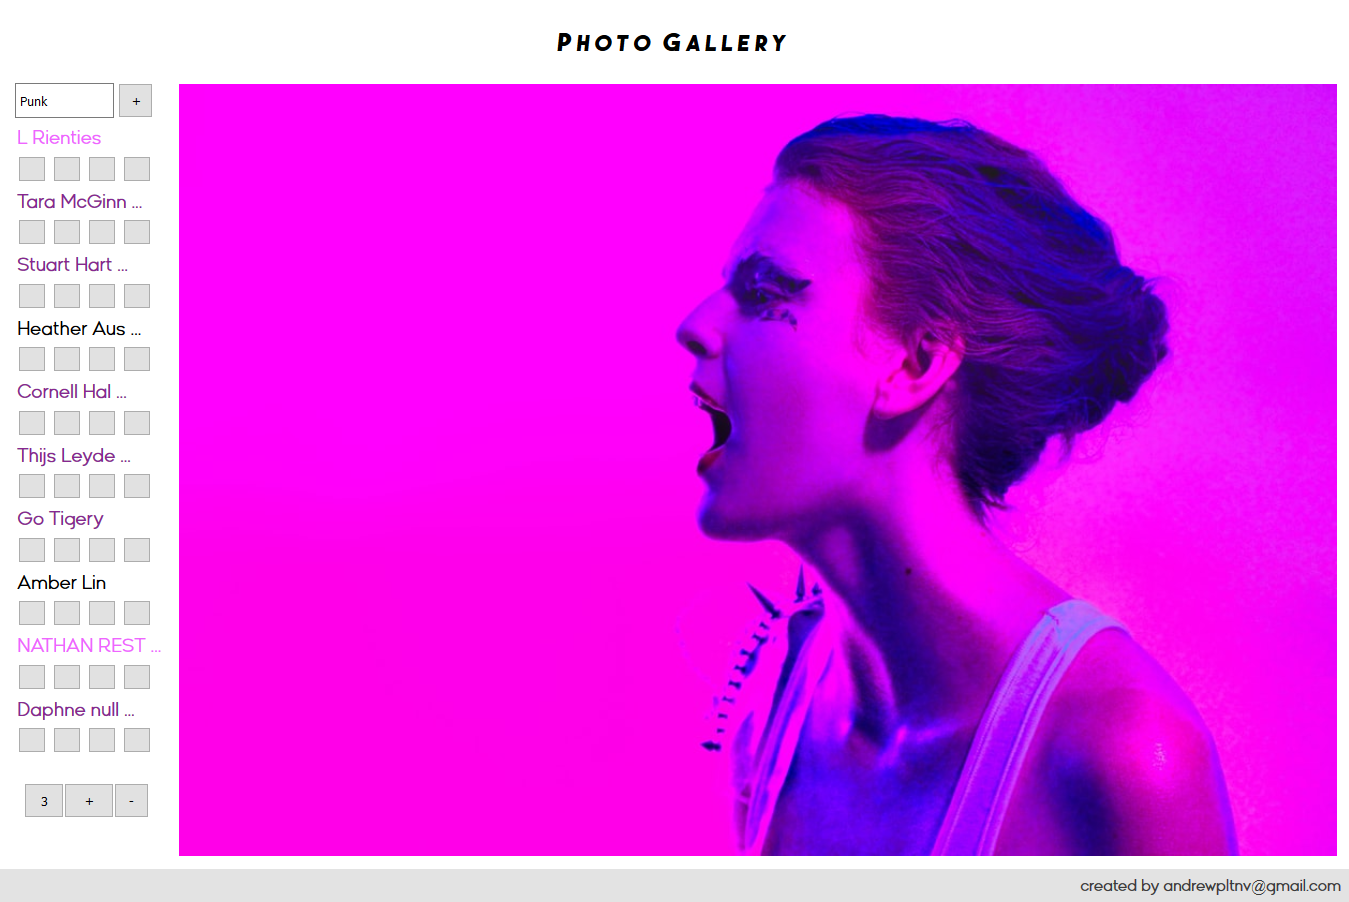 PHOTO GALLERY
Punk +
L Rienties
Tara McGinn ...
Stuart Hart ...
Heather Aus ...
Cornell Hal ...
Thijs Leyde ...
Go Tigery
Amber Lin
NATHAN REST ...
Daphne null ...
3 + -
created by andrewpltnv@gmail.com